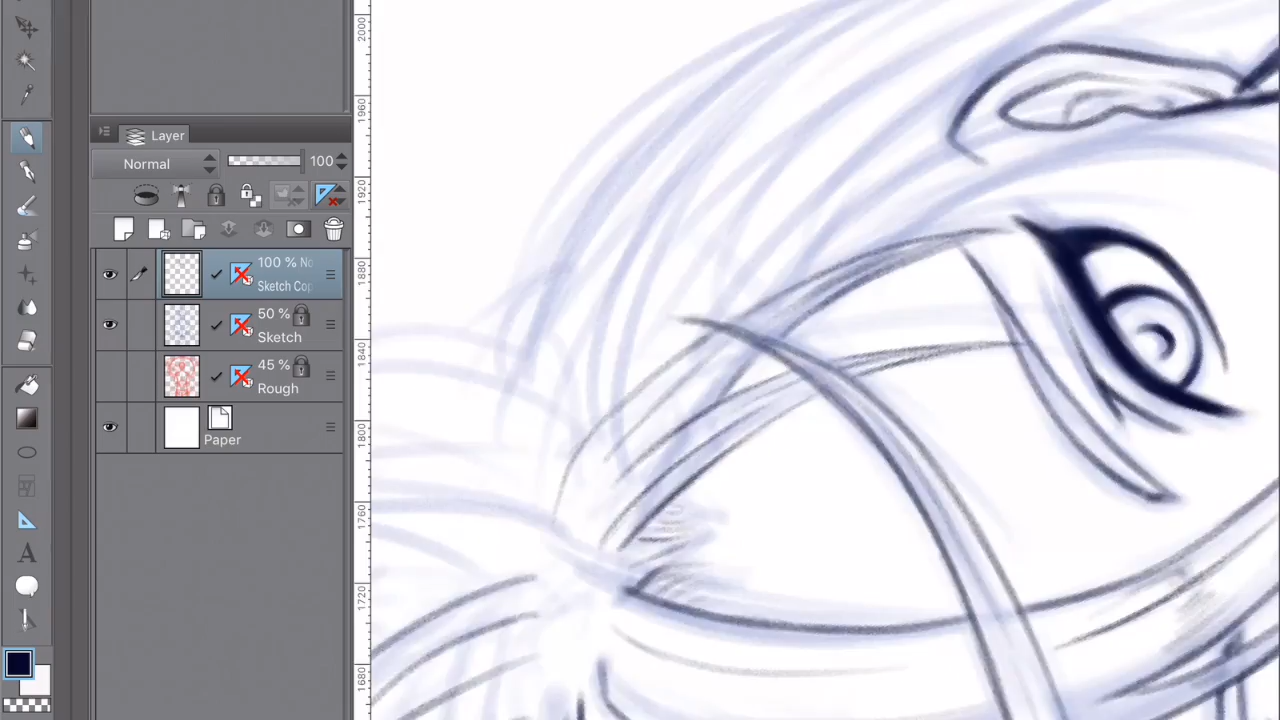 Layer
Normal 100
100 % No
Sketch Cop
50 %
Sketch
45 %
Rough
Paper
A
2000
1960
1920
1880
1840
1800
1760
1720
1680